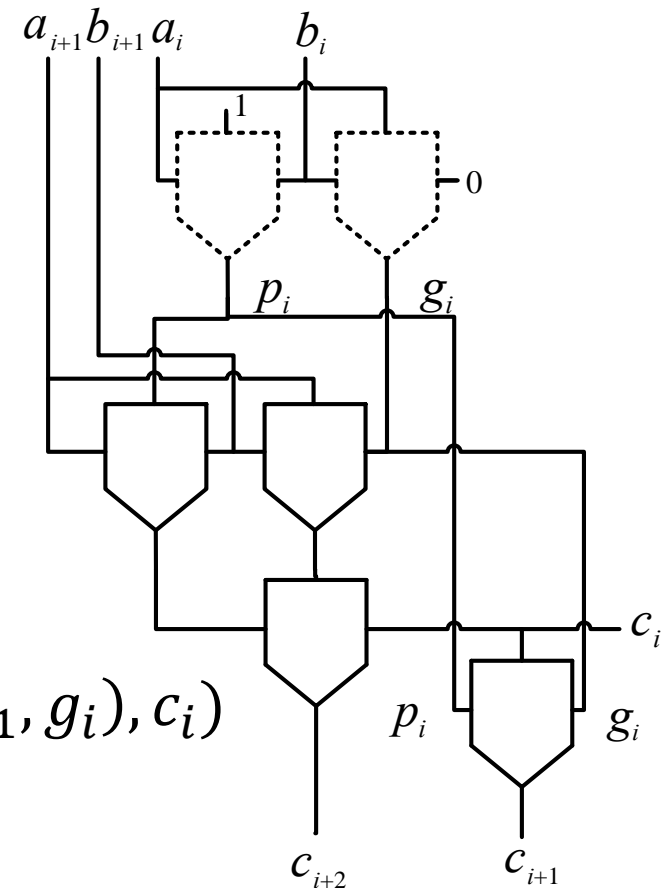 a_{i+1} b_{i+1} a_i b_i
1
0
p_i g_i
c_i
₁, g_i), c_i) p_i g_i
c_{i+2} c_{i+1}